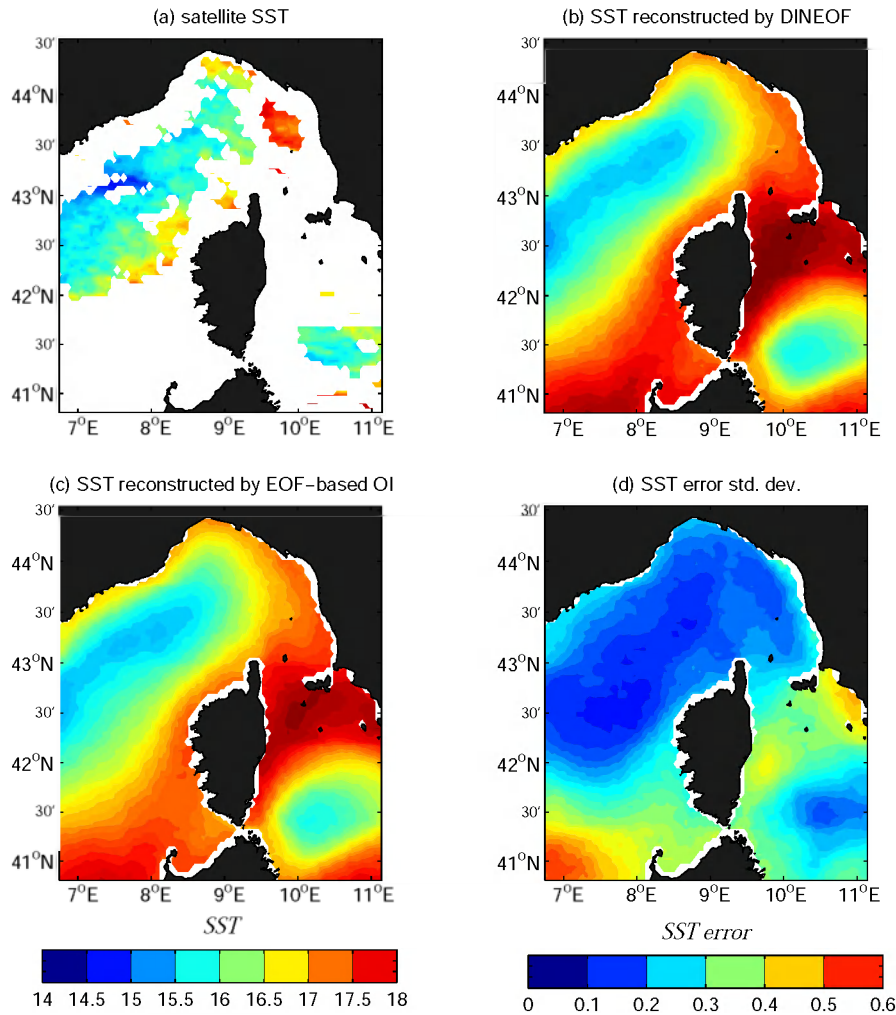 (a) satellite SST
(b) SST reconstructed by DINEOF
30'
44°N
30'
43°N
30'
42°N
30'
41°N
7°E 8°E 9°E 10°E 11°E
30'
44°N
30'
43°N
30'
42°N
30'
41°N
7°E 8°E 9°E 10°E 11°E
(c) SST reconstructed by EOF-based OI
(d) SST error std. dev.
30'
44°N
30'
43°N
30'
42°N
30'
41°N
7°E 8°E 9°E 10°E 11°E
30'
44°N
30'
43°N
30'
42°N
30'
41°N
7°E 8°E 9°E 10°E 11°E
SST
14 14.5 15 15.5 16 16.5 17 17.5 18
SST error
0 0.1 0.2 0.3 0.4 0.5 0.6